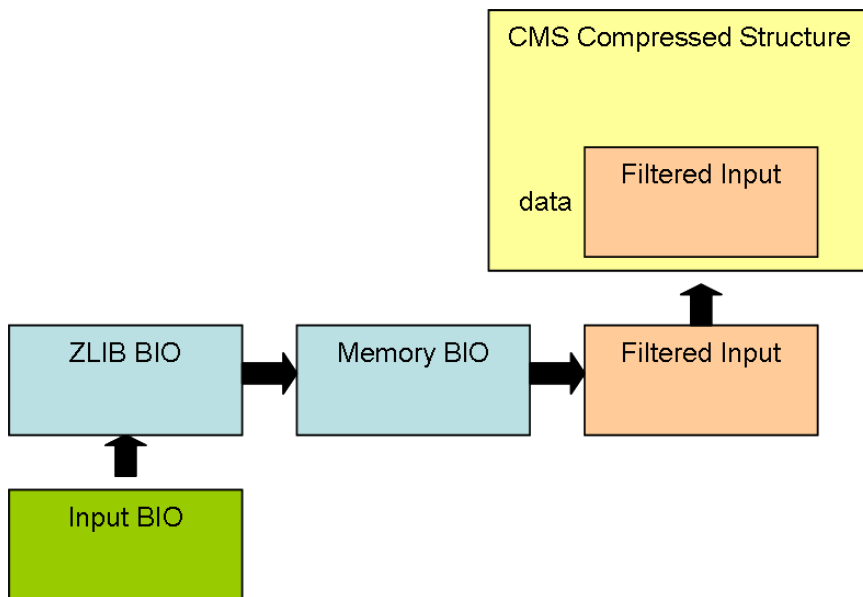 CMS Compressed Structure
Filtered Input
data
ZLIB BIO
Memory BIO
Filtered Input
Input BIO